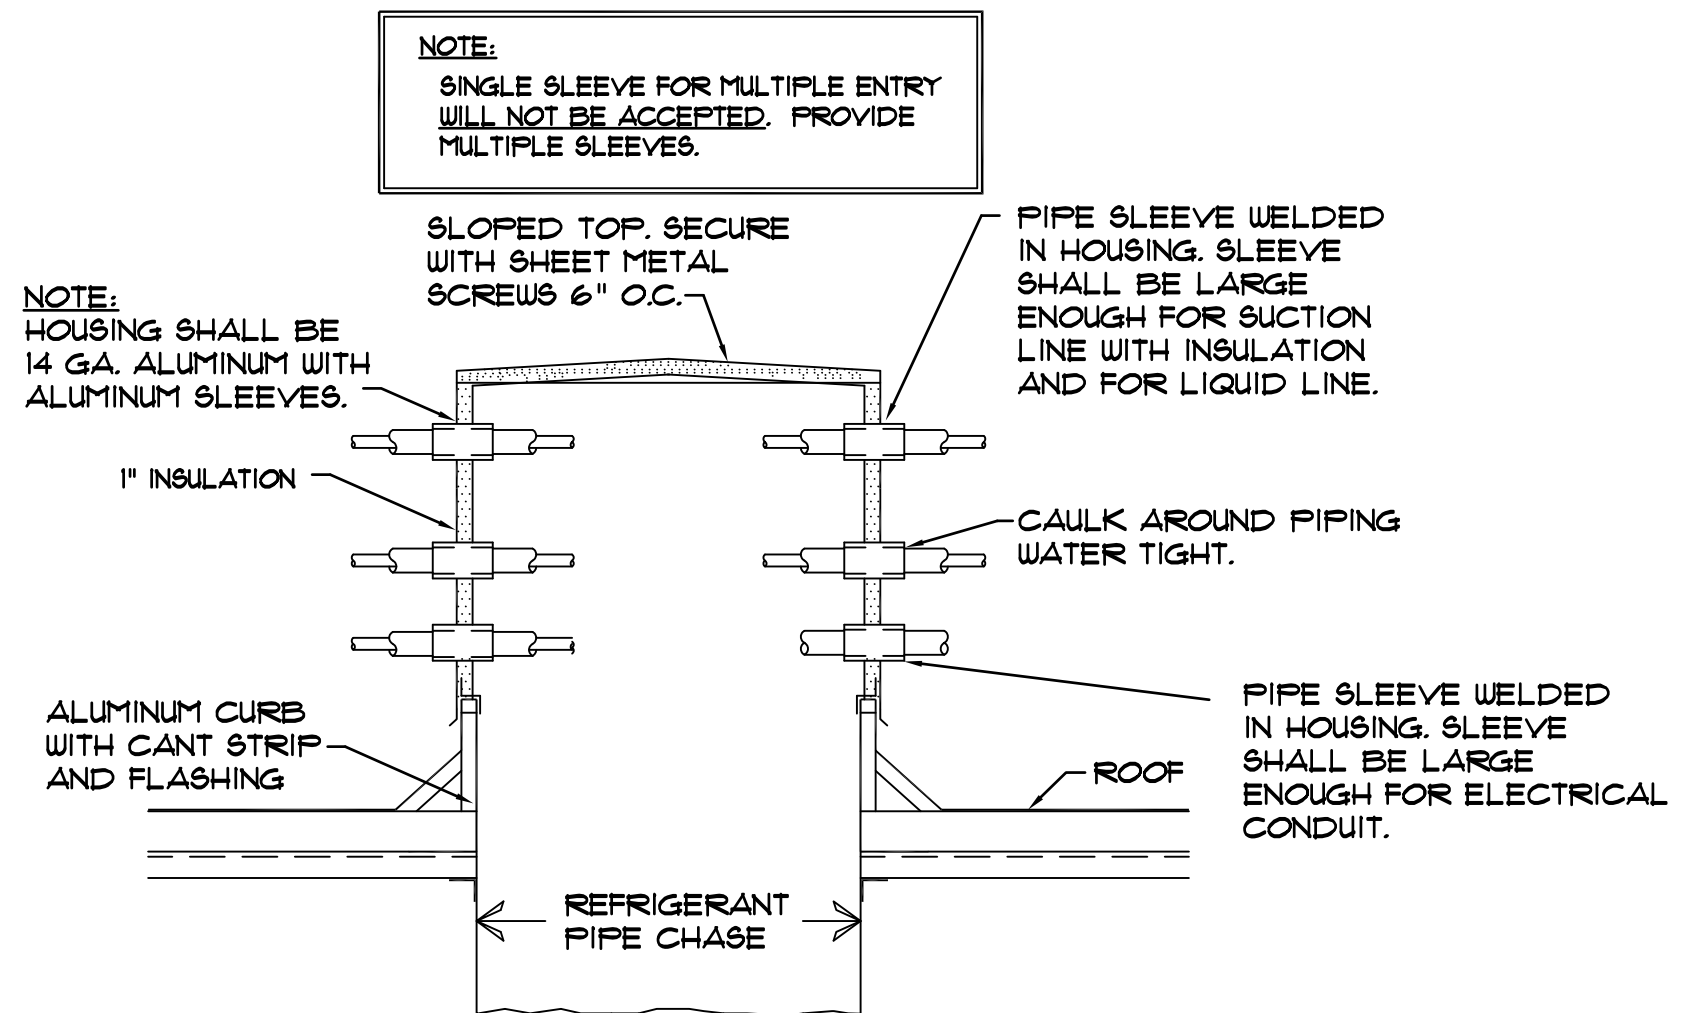 NOTE:
SINGLE SLEEVE FOR MULTIPLE ENTRY
WILL NOT BE ACCEPTED. PROVIDE
MULTIPLE SLEEVES.
SLOPED TOP. SECURE
WITH SHEET METAL
SCREWS 6" O.C.
PIPE SLEEVE WELDED
IN HOUSING. SLEEVE
SHALL BE LARGE
ENOUGH FOR SUCTION
LINE WITH INSULATION
AND FOR LIQUID LINE.
NOTE:
HOUSING SHALL BE
14 GA. ALUMINUM WITH
ALUMINUM SLEEVES.
1" INSULATION
CAULK AROUND PIPING
WATER TIGHT.
ALUMINUM CURB
WITH CANT STRIP
AND FLASHING
PIPE SLEEVE WELDED
IN HOUSING. SLEEVE
SHALL BE LARGE
ENOUGH FOR ELECTRICAL
CONDUIT.
ROOF
REFRIGERANT
PIPE CHASE